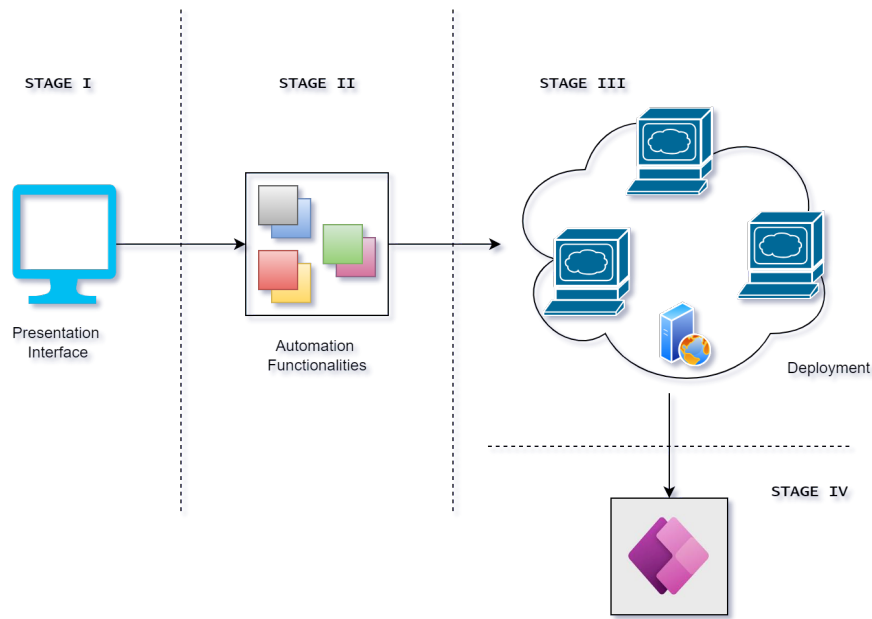 STAGE I
STAGE II
STAGE III
Presentation
Interface
Automation
Functionalities
Deployment
STAGE IV